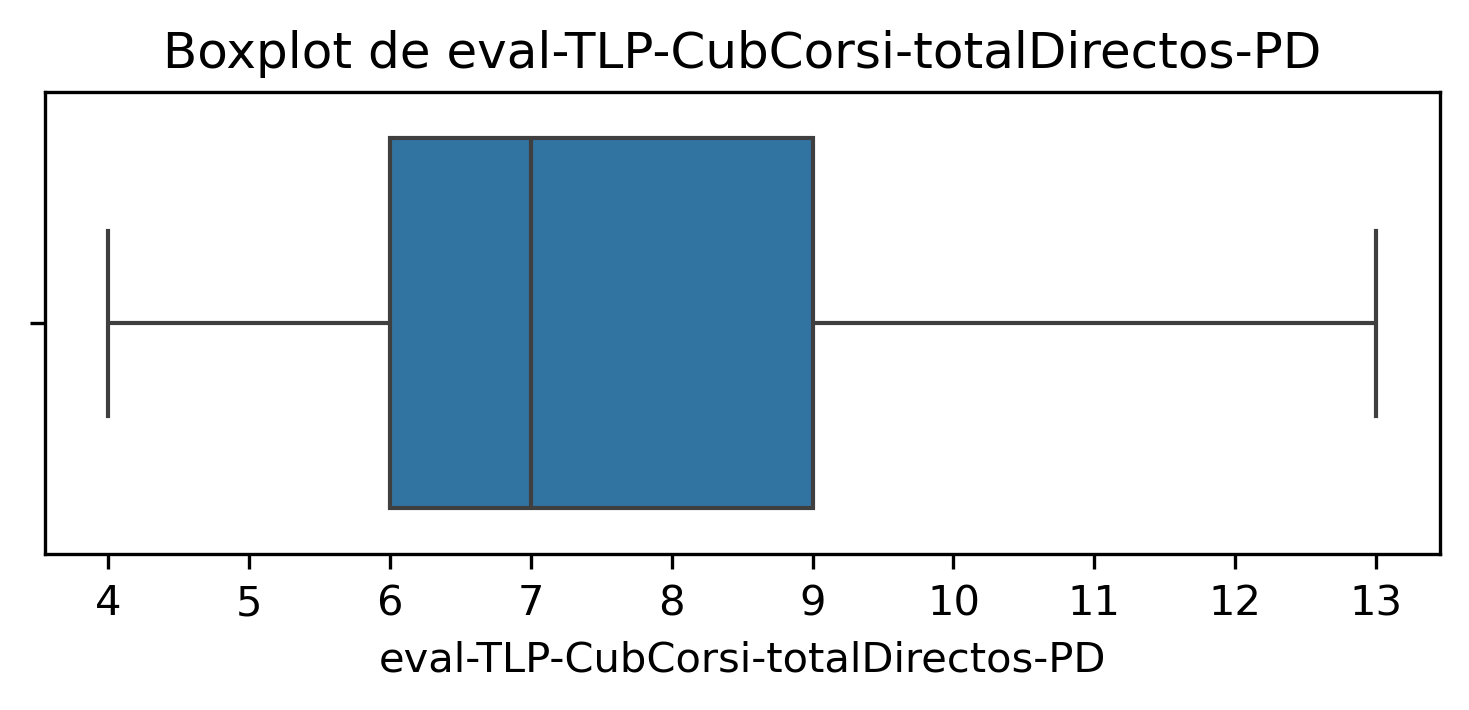 Boxplot de eval-TLP-CubCorsi-totalDirectos-PD
4 5 6 7 8 9 10 11 12 13
eval-TLP-CubCorsi-totalDirectos-PD